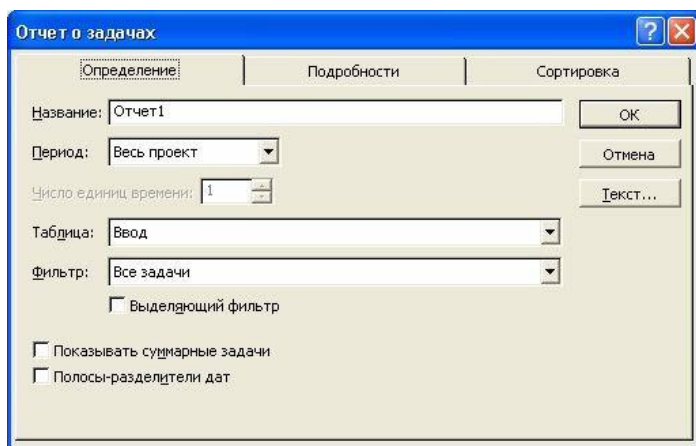 Отчет о задачах
Определение Подробности Сортировка
Название: Отчет1 ОК
Период: Весь проект Отмена
Число единиц времени: 1 Текст...
Таблица: Ввод
Фильтр: Все задачи
Выделяющий фильтр
Показывать суммарные задачи
Полосы-разделители дат